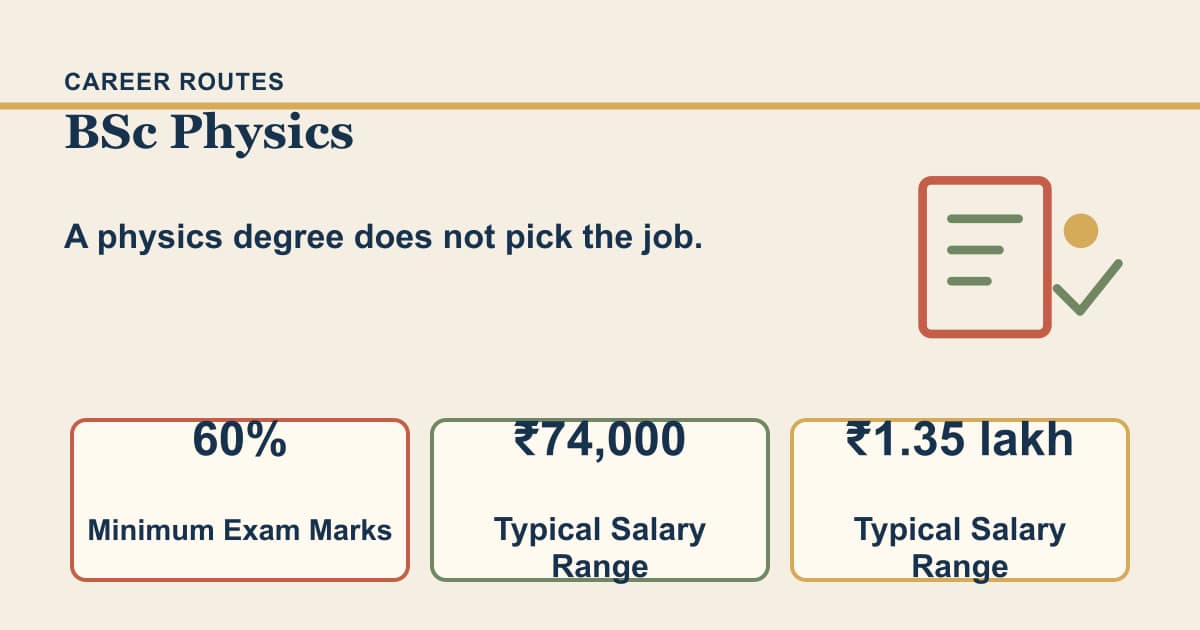 CAREER ROUTES
BSc Physics
A physics degree does not pick the job.
60%
Minimum Exam Marks
₹74,000
Typical Salary
Range
₹1.35 lakh
Typical Salary
Range